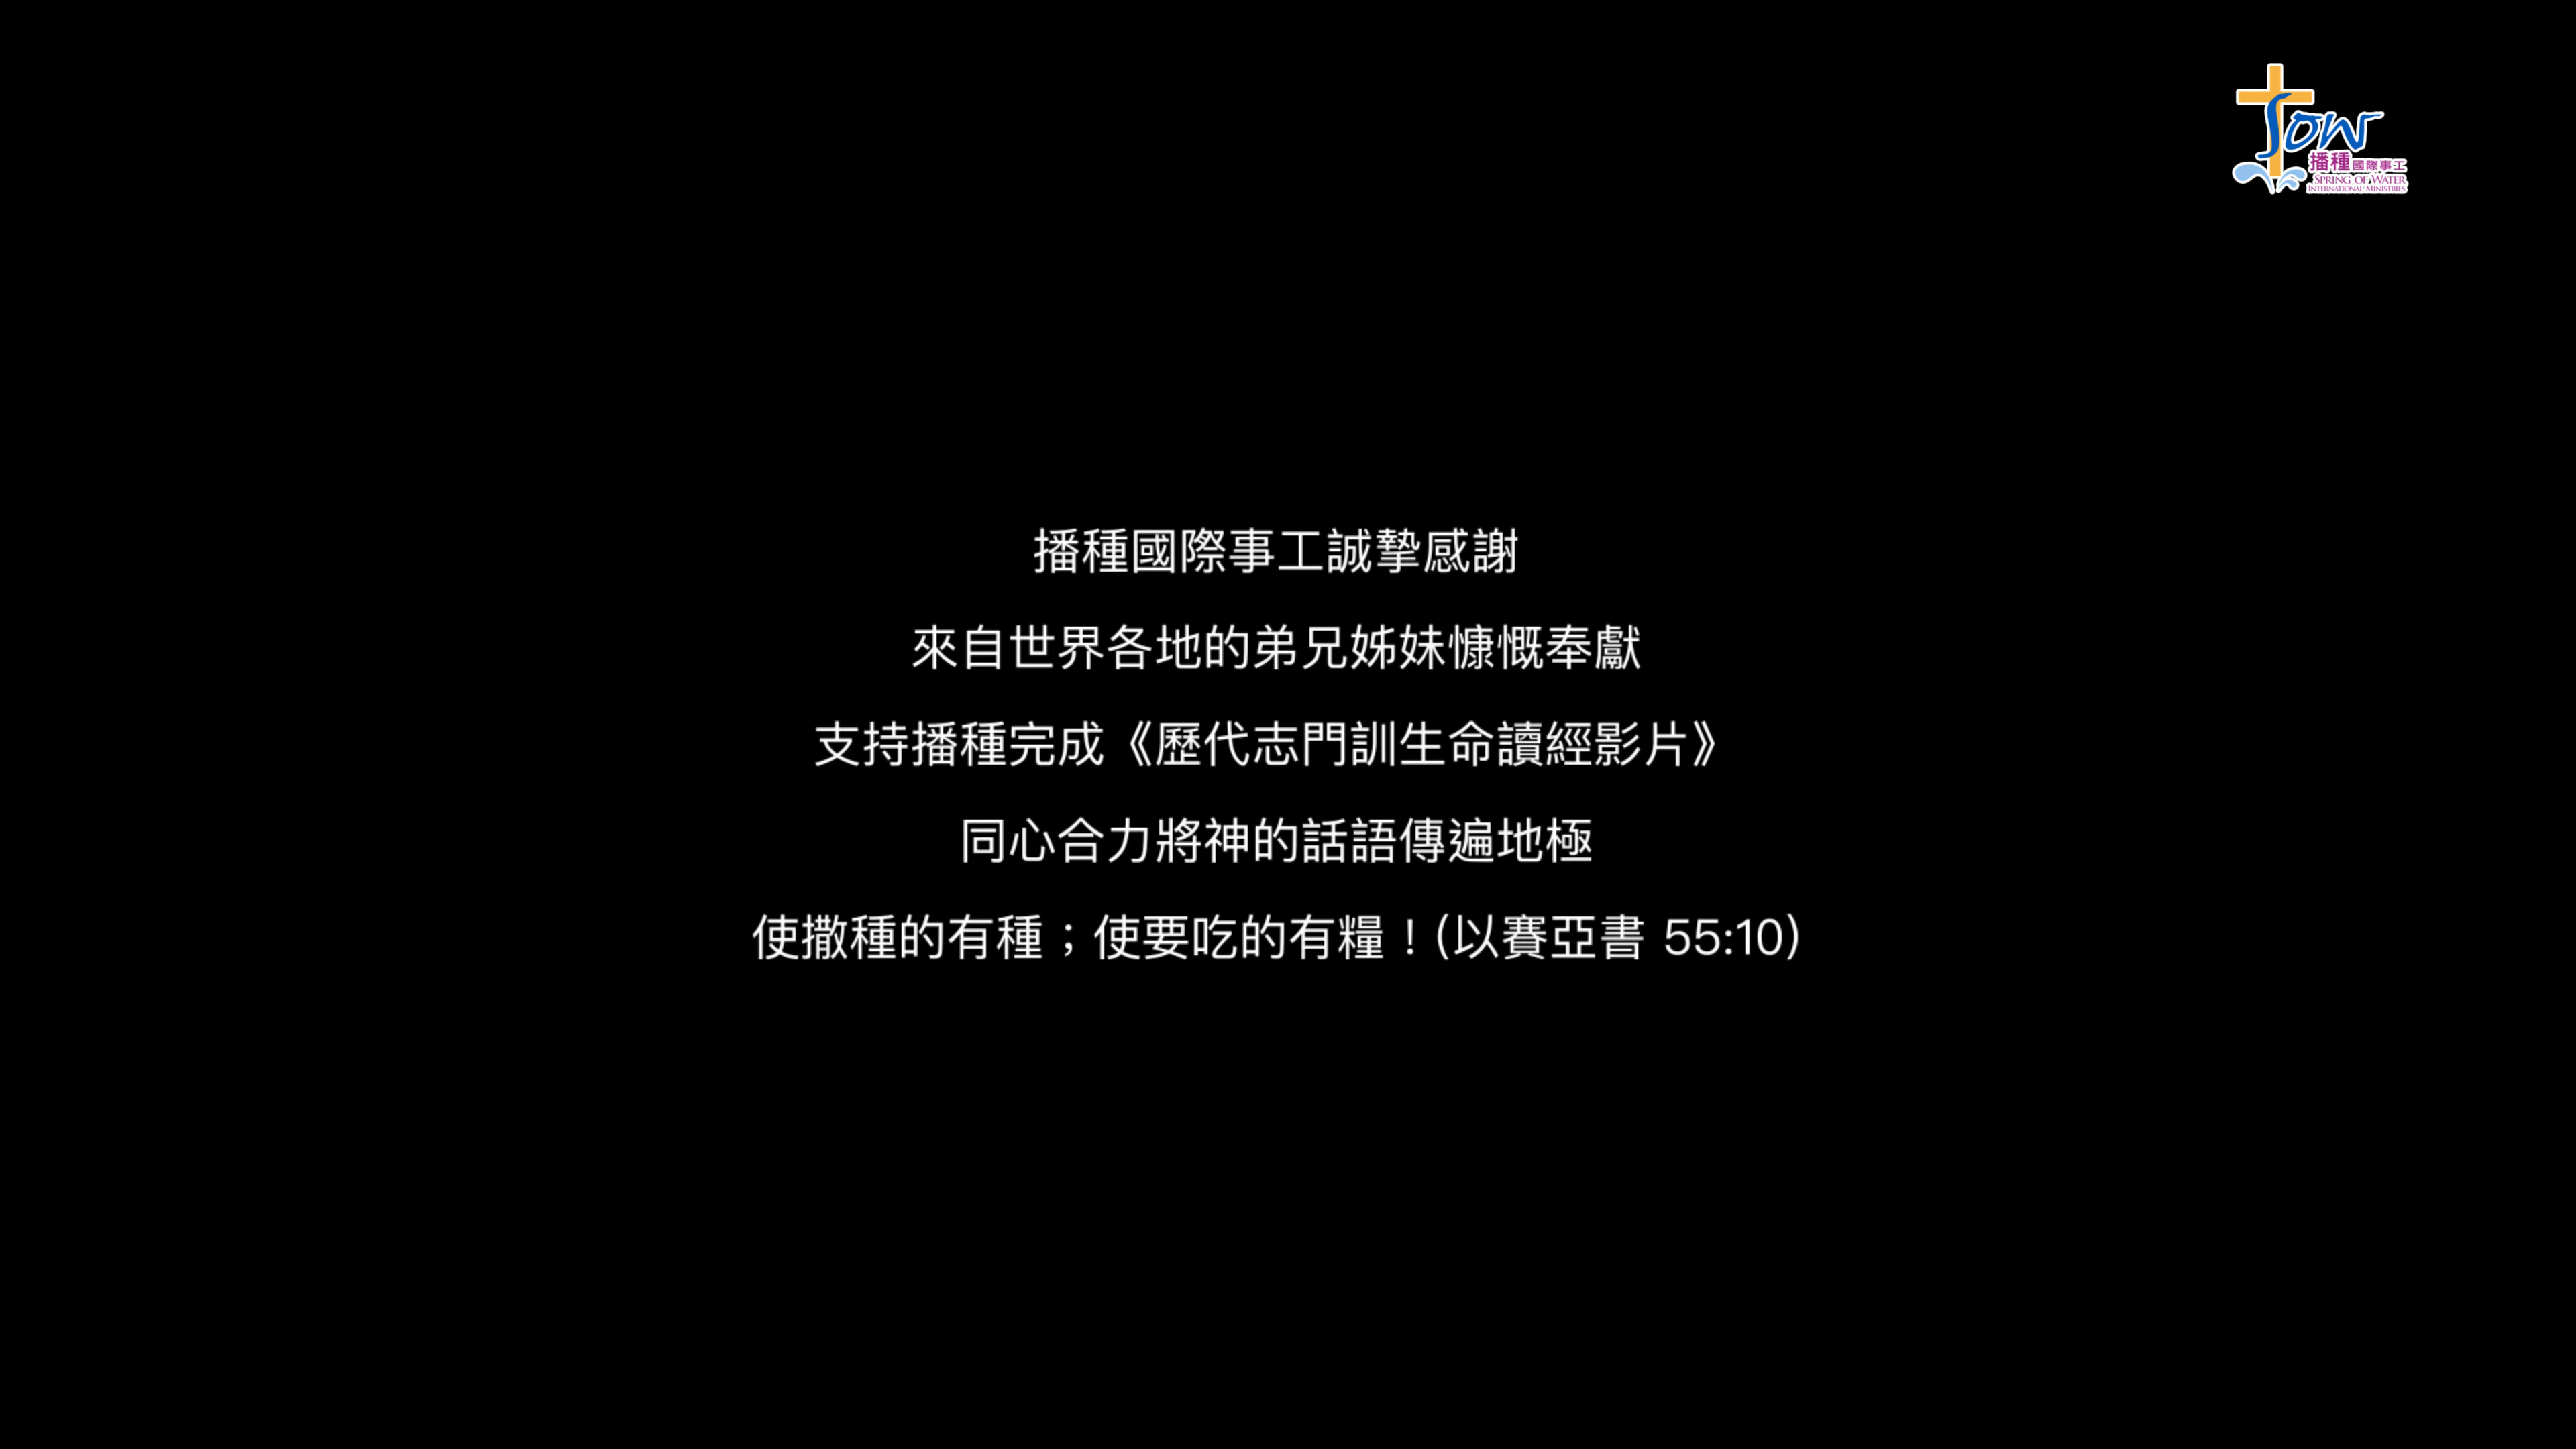 SOW
播種國際事工
SPRING OF WATER
INTERNATIONAL MINISTRIES
播種國際事工誠摯感謝
來自世界各地的弟兄姊妹慷慨奉獻
支持播種完成《歷代志門訓生命讀經影片》
同心合力將神的話語傳遍地極
使撒種的有種；使要吃的有糧！(以賽亞書 55:10)